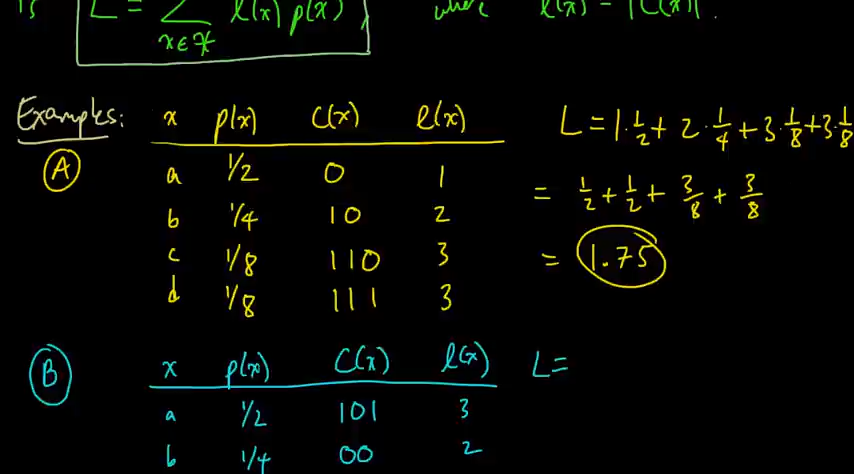 is L = Σ ℓ(x) p(x), where ℓ(x) = |C(x)|.
x∈𝒳
Examples: x p(x) C(x) ℓ(x) L = 1·1/2 + 2·1/4 + 3·1/8 + 3·1/8
A a 1/2 0 1 = 1/2 + 1/2 + 3/8 + 3/8
b 1/4 10 2
c 1/8 110 3 = 1.75
d 1/8 111 3
B x p(x) C(x) ℓ(x) L =
a 1/2 101 3
b 1/4 00 2